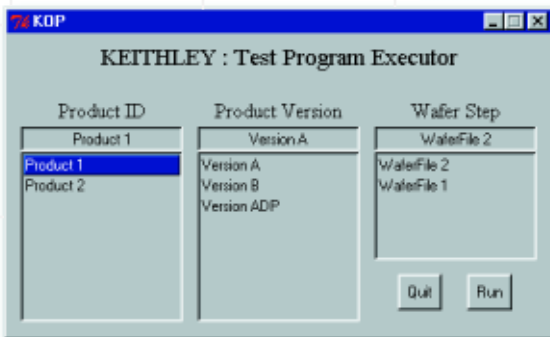 KOP
KEITHLEY : Test Program Executor
Product ID
Product Version
Wafer Step
Product 1
Version A
WaferFile 2
Product 1
Product 2
Version A
Version B
Version ADP
WaferFile 2
WaferFile 1
Quit
Run